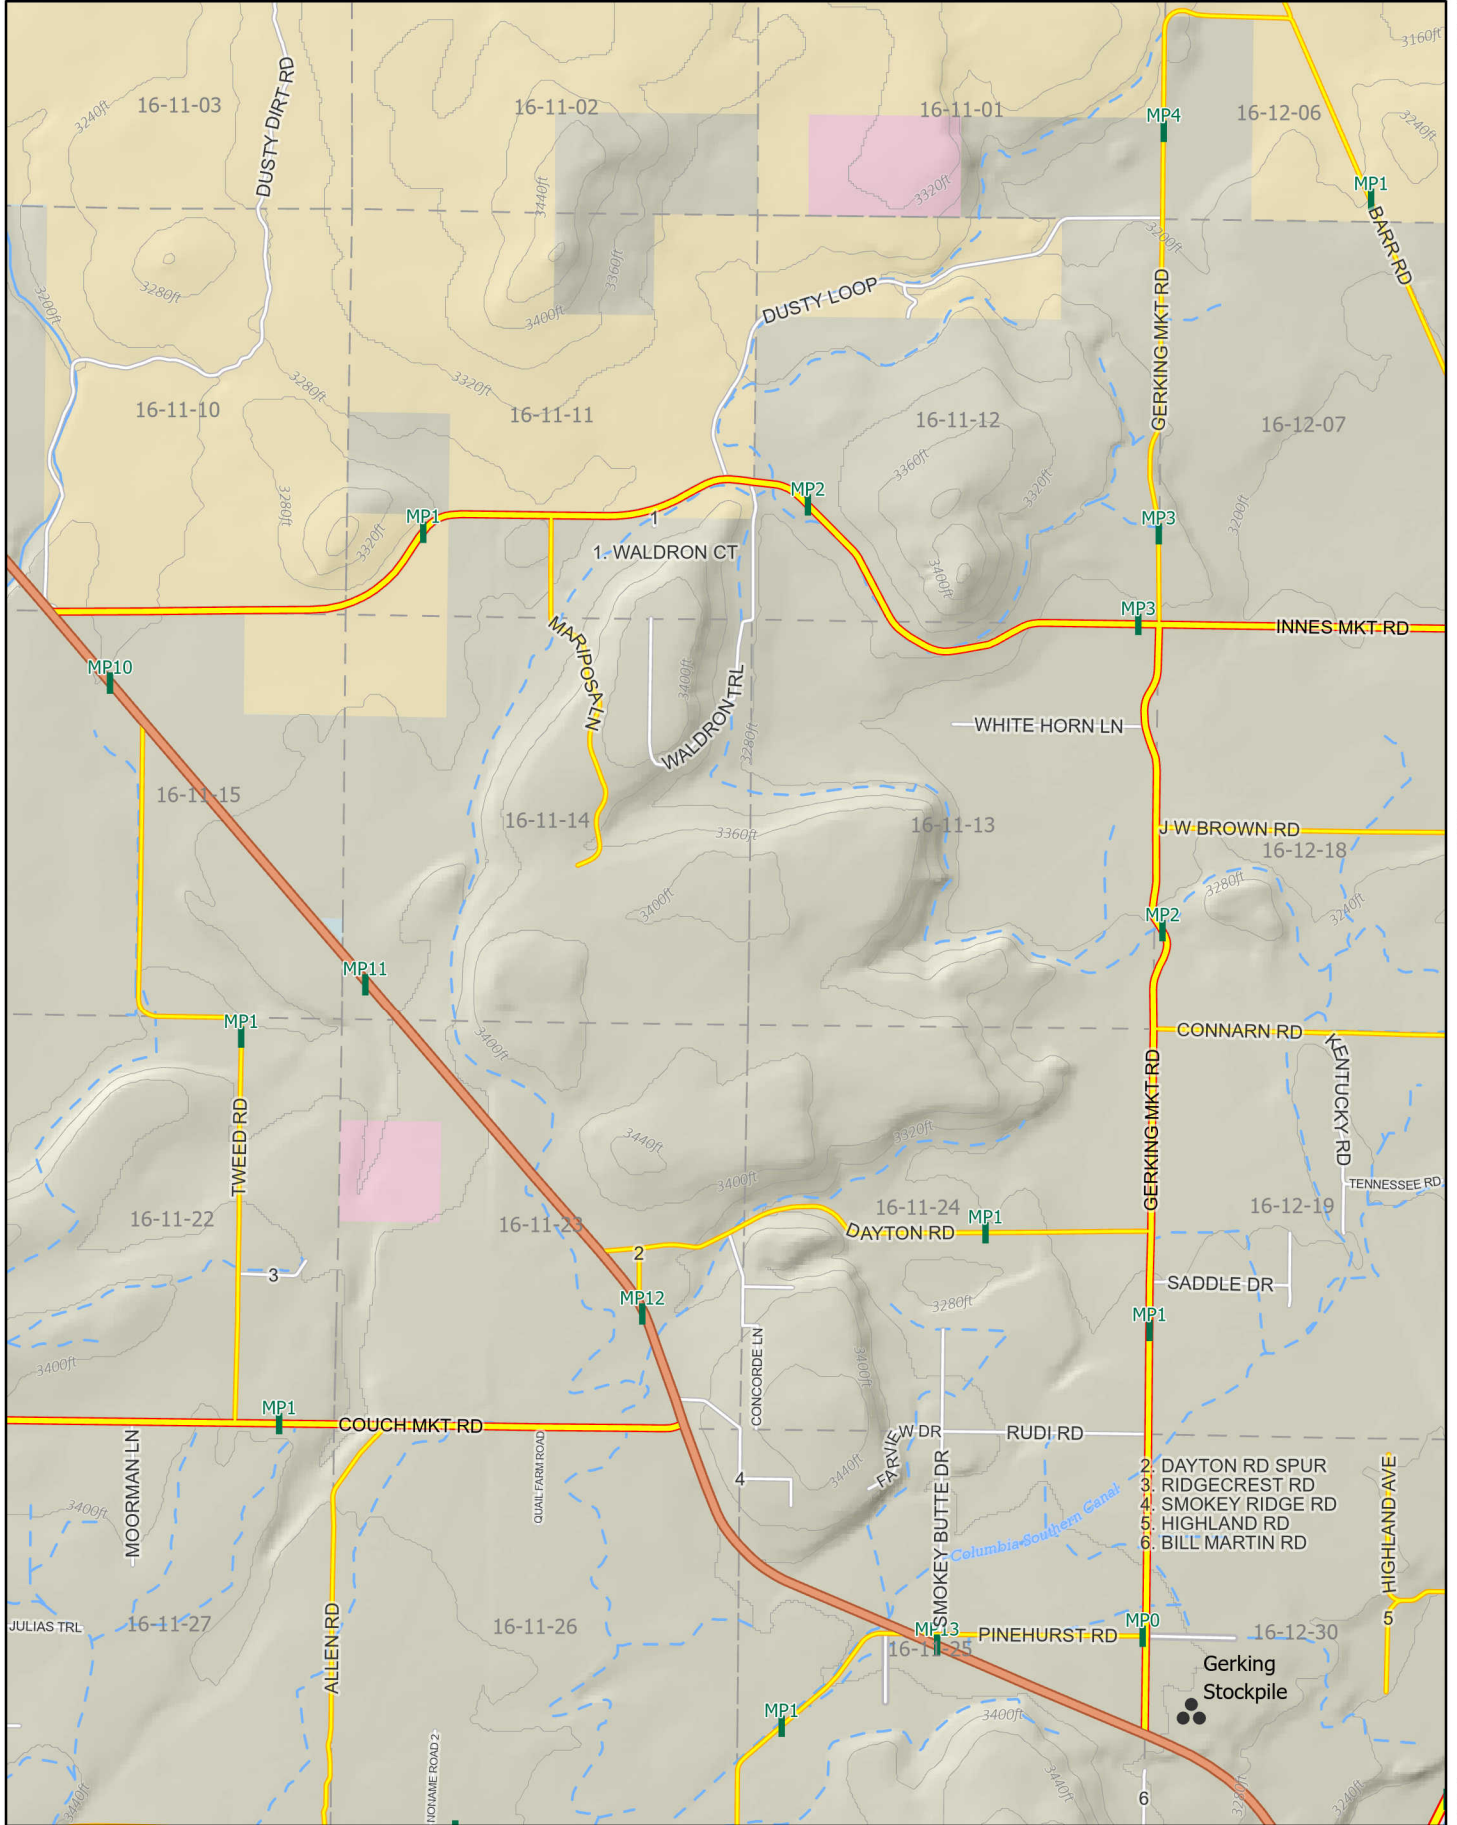 3160ft
16-11-03
16-11-02
16-11-01
16-12-06
3240ft
DUSTY DIRT RD
MP4
3240ft
3440ft
3320ft
MP1
BARR RD
3200ft
3360ft
3280ft
3200ft
DUSTY LOOP
GERKING MKT RD
3400ft
3280ft
3320ft
16-11-10
16-11-11
16-11-12
16-12-07
3360ft
3320ft
3280ft
MP2
3200ft
MP1
1
MP3
3320ft
1. WALDRON CT
3400ft
MP3
INNES MKT RD
MARIPOSA LN
MP10
3400ft
WALDRON TRL
WHITE HORN LN
3280ft
16-11-15
16-11-14
3360ft
16-11-13
J W BROWN RD
16-12-18
3280ft
3400ft
3240ft
MP2
MP11
MP1
CONNARN RD
3400ft
KENTUCKY RD
GERKING MKT RD
TWEED RD
3440ft
3320ft
3400ft
TENNESSEE RD
16-11-22
16-11-23
16-11-24
MP1
16-12-19
DAYTON RD
2
3
SADDLE DR
MP12
3280ft
MP1
3400ft
3400ft
CONCORDE LN
MP1
COUCH MKT RD
FARVIEW DR
RUDI RD
MOORMAN LN
QUAIL FARM ROAD
4
3440ft
2. DAYTON RD SPUR
3. RIDGECREST RD
4. SMOKEY RIDGE RD
5. HIGHLAND RD
6. BILL MARTIN RD
3400ft
SMOKEY BUTTE DR
Columbia Southern Canal
HIGHLAND AVE
JULIAS TRL
16-11-27
16-11-26
MP13
PINEHURST RD
MP0
16-12-30
5
16-11-25
ALLEN RD
Gerking
Stockpile
MP1
3400ft
NONAME ROAD 2
3440ft
3440ft
6
3280ft
3240ft